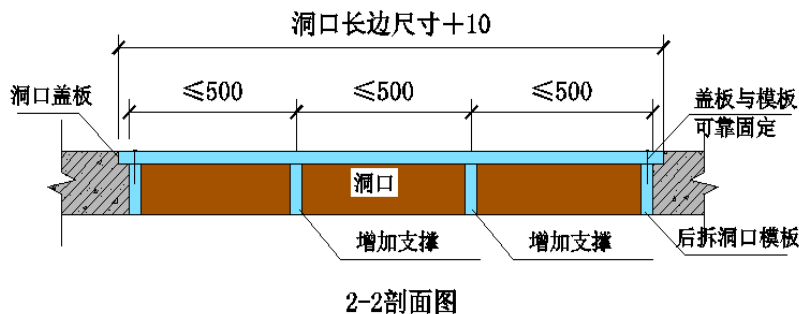 洞口长边尺寸+10
洞口盖板
≤500
≤500
≤500
盖板与模板
可靠固定
洞口
增加支撑
增加支撑
后拆洞口模板
2-2剖面图